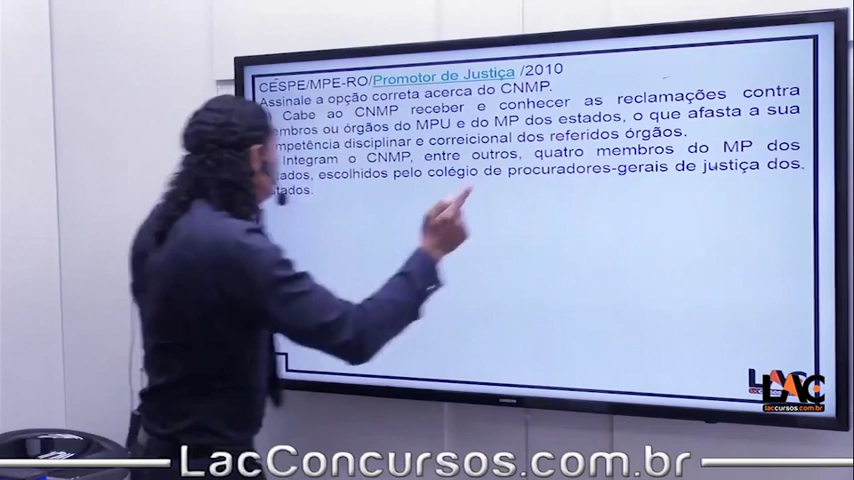 CESPE/MPE-RO/Promotor de Justiça /2010
Assinale a opção correta acerca do CNMP.
Cabe ao CNMP receber e conhecer as reclamações contra
membros ou órgãos do MPU e do MP dos estados, o que afasta a sua
competência disciplinar e correicional dos referidos órgãos.
Integram o CNMP, entre outros, quatro membros do MP dos
estados, escolhidos pelo colégio de procuradores-gerais de justiça dos.
estados.
SAMSUNG
LAC
LAC
laccursos.com.br
LacConcursos.com.br